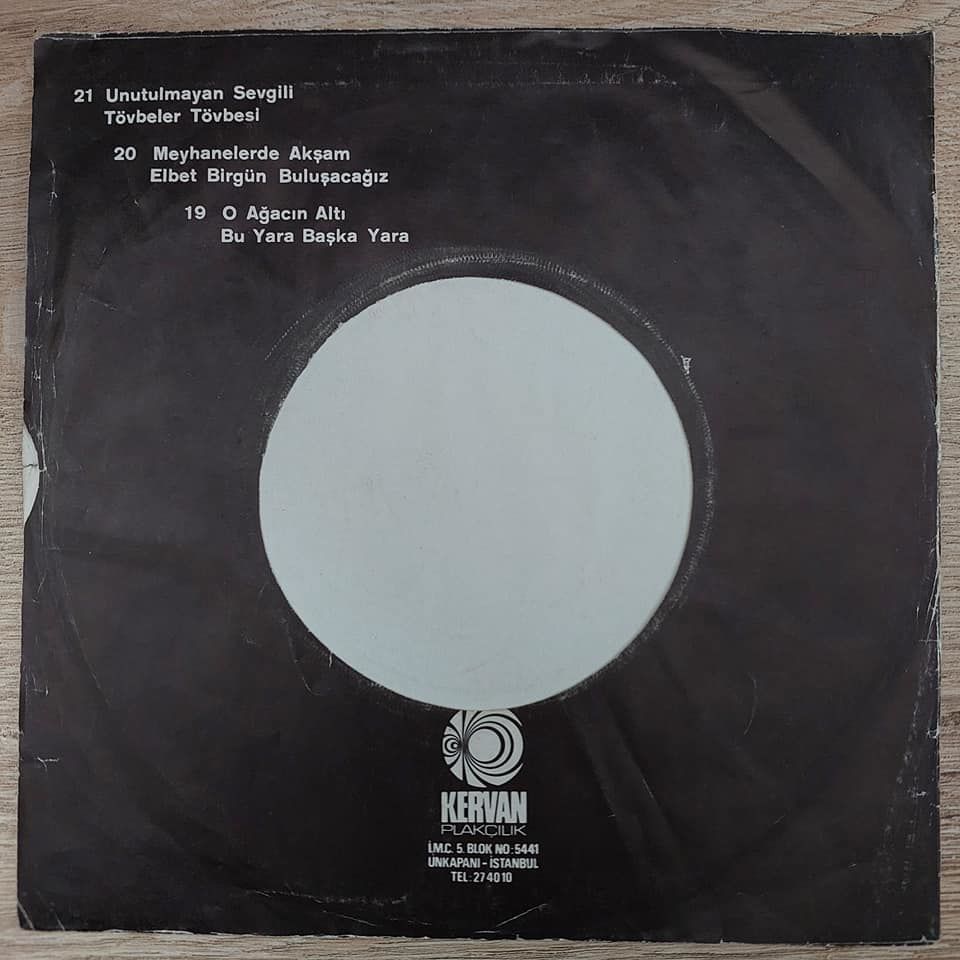 21 Unutulmayan Sevgili
Tövbeler Tövbesi
20 Meyhanelerde Akşam
Elbet Birgün Buluşacağız
19 O Ağacın Altı
Bu Yara Başka Yara
KERVAN
PLAKÇILIK
İ.M.C. 5. BLOK NO: 5441
UNKAPANI - İSTANBUL
TEL: 27 40 10